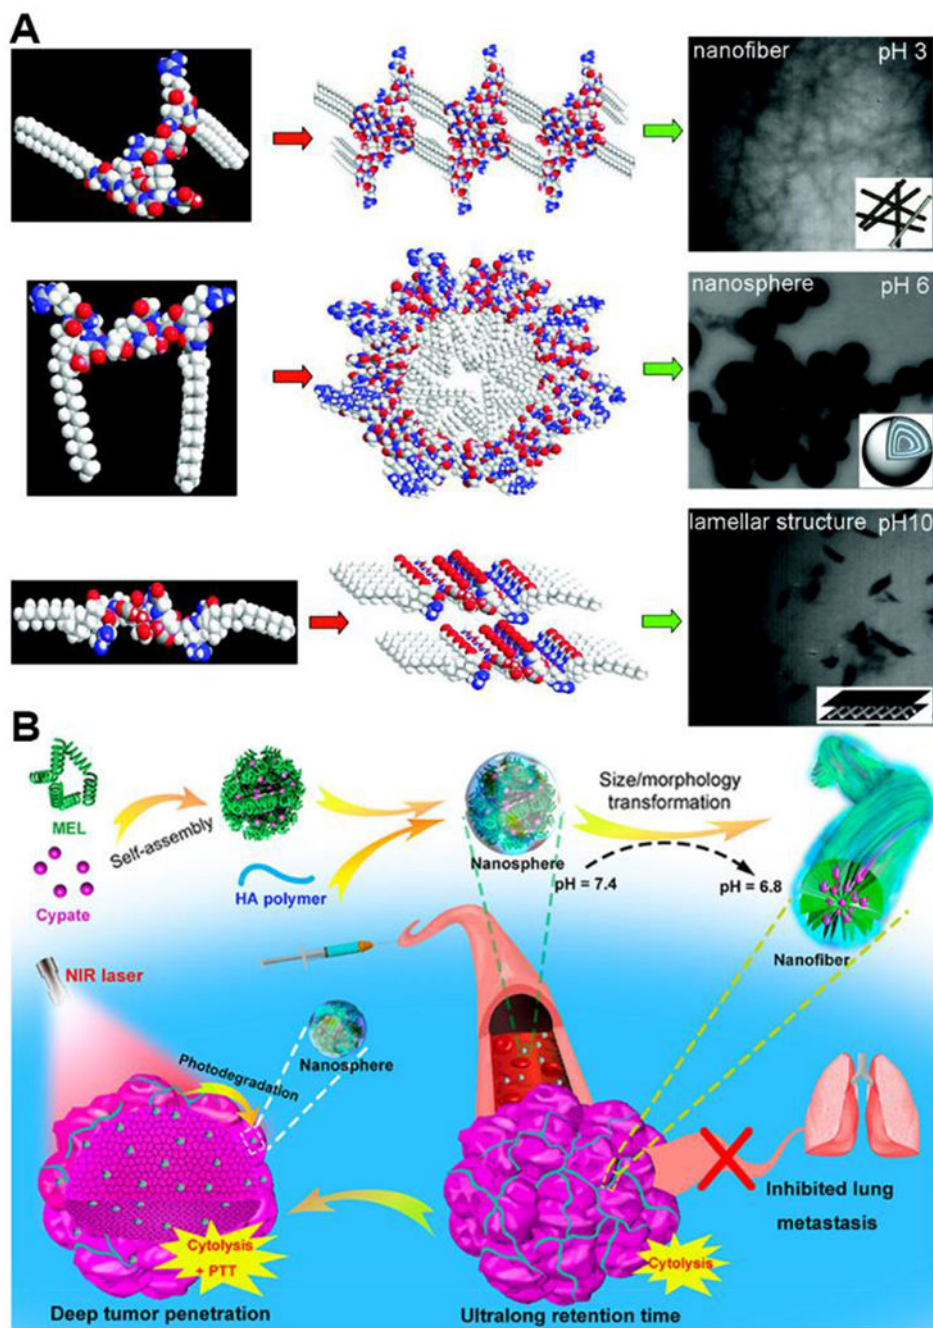 A
nanofiber pH 3
nanosphere pH 6
lamellar structure pH10
B
MEL
Cypate
Self-assembly
HA polymer
Nanosphere
Size/morphology
transformation
pH = 7.4
pH = 6.8
Nanofiber
NIR laser
Photodegradation
Nanosphere
Inhibited lung
metastasis
Cytolysis
+ PTT
Cytolysis
Deep tumor penetration
Ultralong retention time